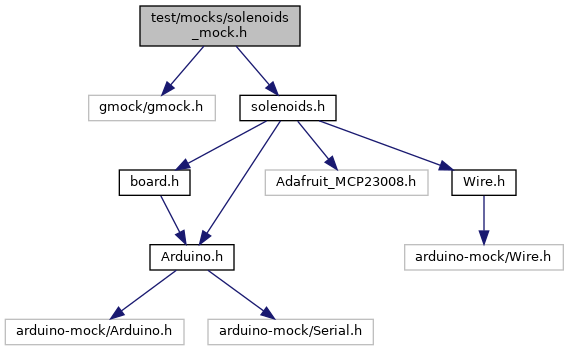 test/mocks/solenoids
_mock.h
gmock/gmock.h
solenoids.h
board.h
Adafruit_MCP23008.h
Wire.h
Arduino.h
arduino-mock/Wire.h
arduino-mock/Arduino.h
arduino-mock/Serial.h